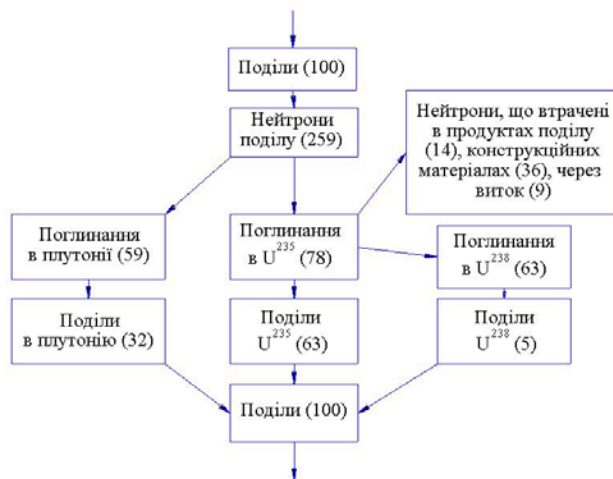 Поділи (100)
Нейтрони
поділу (259)
Нейтрони, що втрачені
в продуктах поділу
(14), конструкційних
матеріалах (36), через
виток (9)
Поглинання
в плутонії (59)
Поглинання
в U²³⁵ (78)
Поглинання
в U²³⁸ (63)
Поділи
в плутонію (32)
Поділи
U²³⁵ (63)
Поділи
U²³⁸ (5)
Поділи (100)